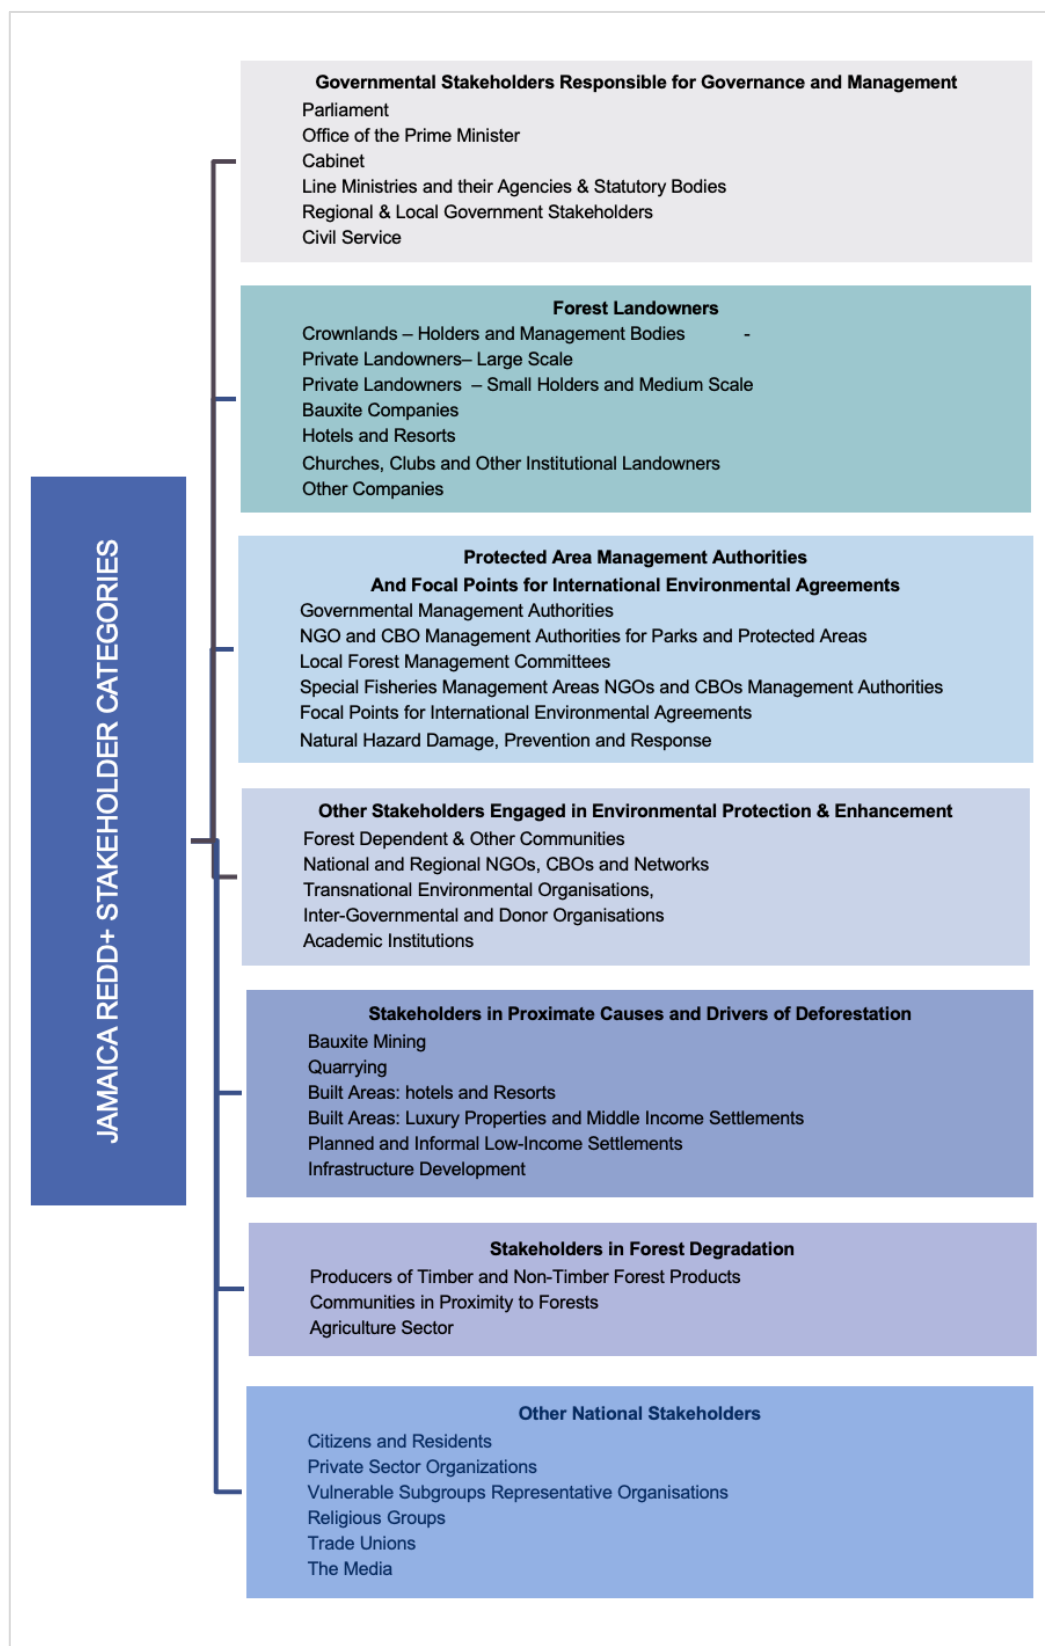 JAMAICA REDD+ STAKEHOLDER CATEGORIES
Governmental Stakeholders Responsible for Governance and Management
Parliament
Office of the Prime Minister
Cabinet
Line Ministries and their Agencies & Statutory Bodies
Regional & Local Government Stakeholders
Civil Service
Forest Landowners
Crownlands – Holders and Management Bodies -
Private Landowners– Large Scale
Private Landowners – Small Holders and Medium Scale
Bauxite Companies
Hotels and Resorts
Churches, Clubs and Other Institutional Landowners
Other Companies
Protected Area Management Authorities
And Focal Points for International Environmental Agreements
Governmental Management Authorities
NGO and CBO Management Authorities for Parks and Protected Areas
Local Forest Management Committees
Special Fisheries Management Areas NGOs and CBOs Management Authorities
Focal Points for International Environmental Agreements
Natural Hazard Damage, Prevention and Response
Other Stakeholders Engaged in Environmental Protection & Enhancement
Forest Dependent & Other Communities
National and Regional NGOs, CBOs and Networks
Transnational Environmental Organisations,
Inter-Governmental and Donor Organisations
Academic Institutions
Stakeholders in Proximate Causes and Drivers of Deforestation
Bauxite Mining
Quarrying
Built Areas: hotels and Resorts
Built Areas: Luxury Properties and Middle Income Settlements
Planned and Informal Low-Income Settlements
Infrastructure Development
Stakeholders in Forest Degradation
Producers of Timber and Non-Timber Forest Products
Communities in Proximity to Forests
Agriculture Sector
Other National Stakeholders
Citizens and Residents
Private Sector Organizations
Vulnerable Subgroups Representative Organisations
Religious Groups
Trade Unions
The Media